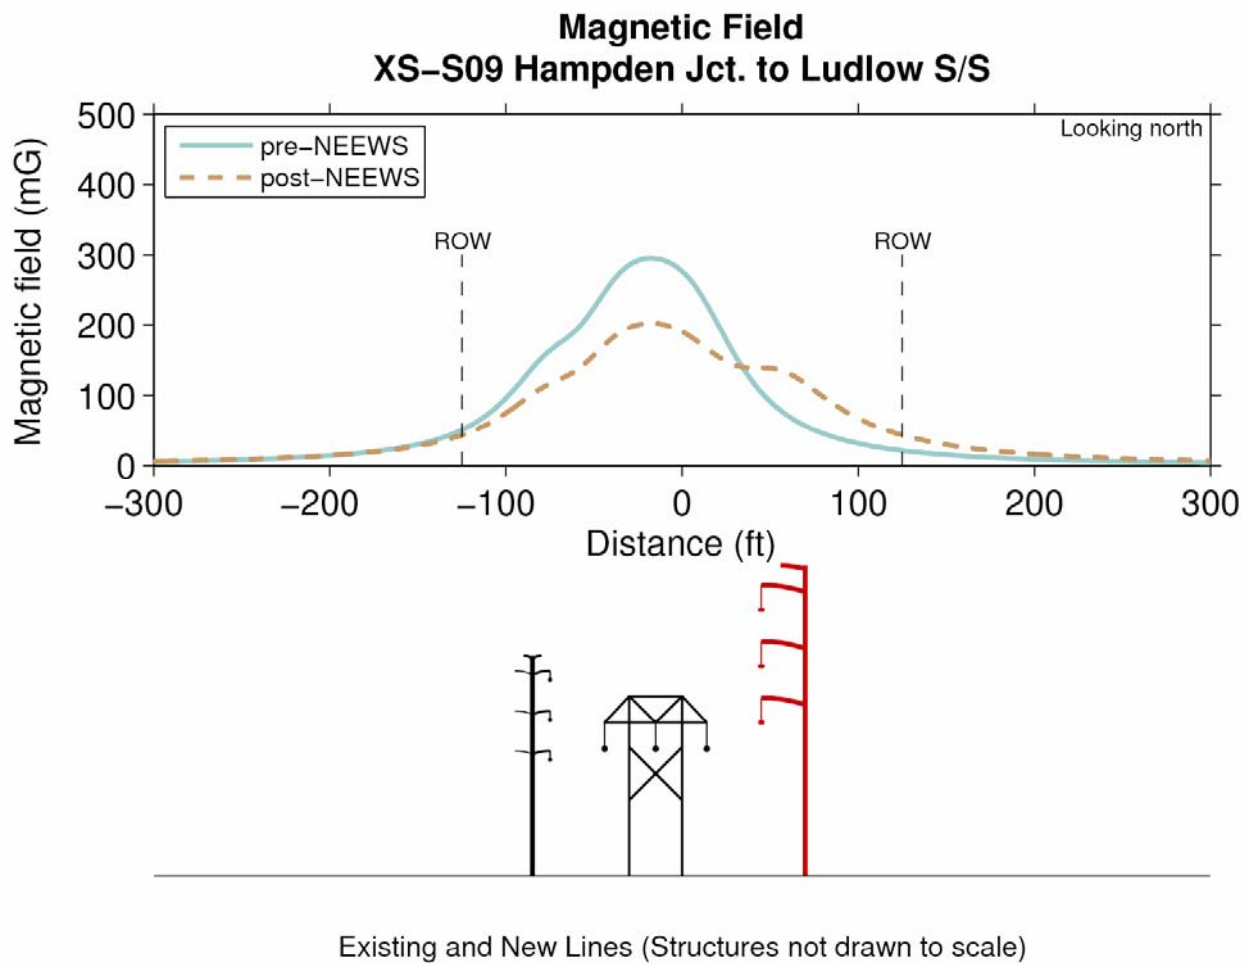 Magnetic Field
XS−S09 Hampden Jct. to Ludlow S/S
Looking north
pre−NEEWS
post−NEEWS
ROW
ROW
Magnetic field (mG)
500
400
300
200
100
0
−300
−200
−100
0
100
200
300
Distance (ft)
Existing and New Lines (Structures not drawn to scale)